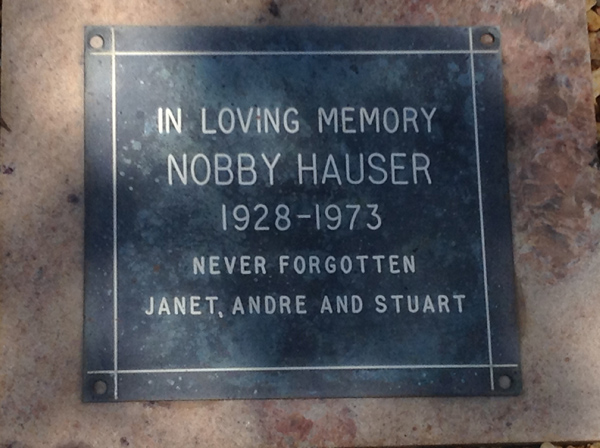 IN LOViNG MEMORY
NOBBY HAUSER
1928-1973
NEVER FORGOTTEN
JANET, ANDRE AND STUART